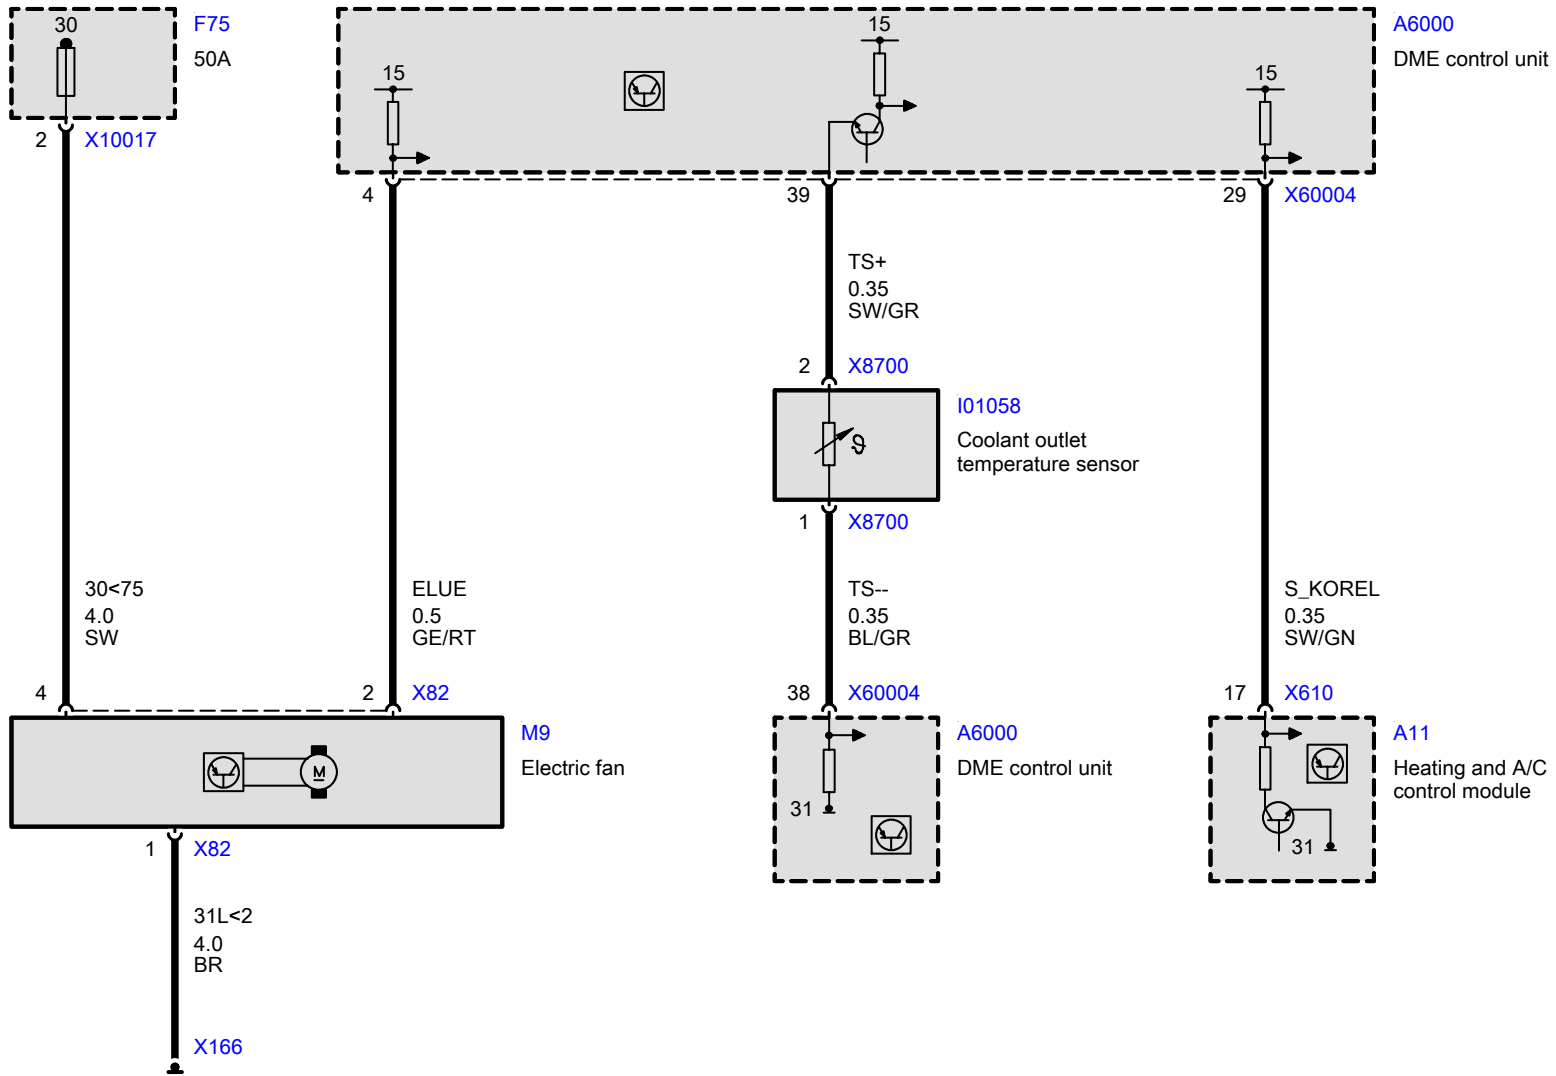 30
F75
50A
2
X10017
15
15
15
A6000
DME control unit
4
39
29
X60004
TS+
0.35
SW/GR
2
X8700
I01058
Coolant outlet
temperature sensor
1
X8700
30<75
4.0
SW
ELUE
0.5
GE/RT
TS--
0.35
BL/GR
S_KOREL
0.35
SW/GN
4
2
X82
38
X60004
17
X610
M
M9
Electric fan
31
A6000
DME control unit
31
A11
Heating and A/C
control module
1
X82
31L<2
4.0
BR
X166